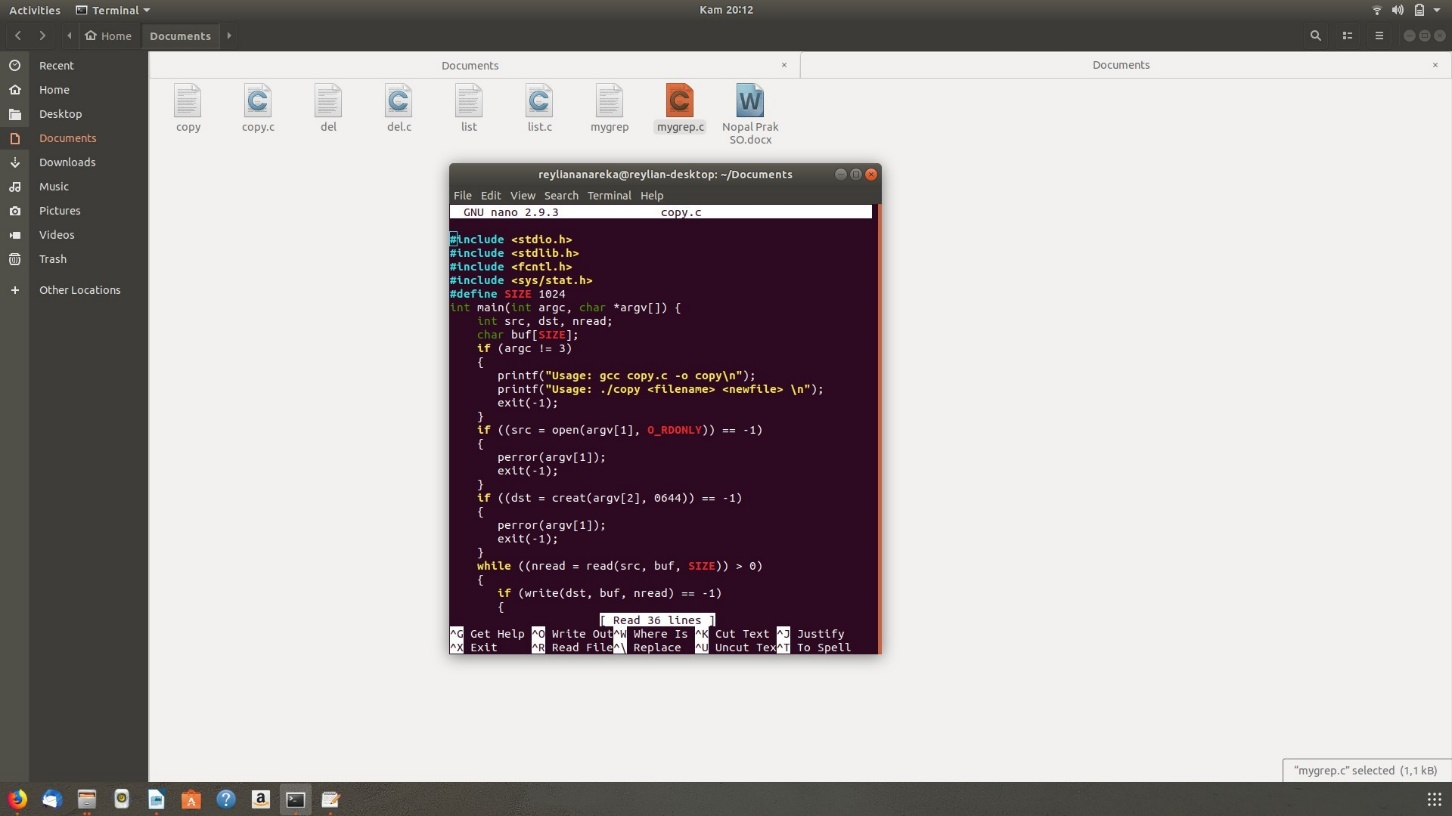 Activities Terminal Kam 20:12
Home Documents
Recent
Home
Desktop
Documents
Downloads
Music
Pictures
Videos
Trash
Other Locations
Documents × Documents ×
copy copy.c del del.c list list.c mygrep mygrep.c Nopal Prak
SO.docx
reyliananareka@reylian-desktop: ~/Documents
File Edit View Search Terminal Help
GNU nano 2.9.3 copy.c
#include <stdio.h>
#include <stdlib.h>
#include <fcntl.h>
#include <sys/stat.h>
#define SIZE 1024
int main(int argc, char *argv[]) {
int src, dst, nread;
char buf[SIZE];
if (argc != 3)
{
printf("Usage: gcc copy.c -o copy\n");
printf("Usage: ./copy <filename> <newfile> \n");
exit(-1);
}
if ((src = open(argv[1], O_RDONLY)) == -1)
{
perror(argv[1]);
exit(-1);
}
if ((dst = creat(argv[2], 0644)) == -1)
{
perror(argv[1]);
exit(-1);
}
while ((nread = read(src, buf, SIZE)) > 0)
{
if (write(dst, buf, nread) == -1)
{
[ Read 36 lines ]
^G Get Help ^O Write Out ^W Where Is ^K Cut Text ^J Justify
^X Exit ^R Read File ^\ Replace ^U Uncut Tex ^T To Spell
"mygrep.c" selected (1,1 kB)